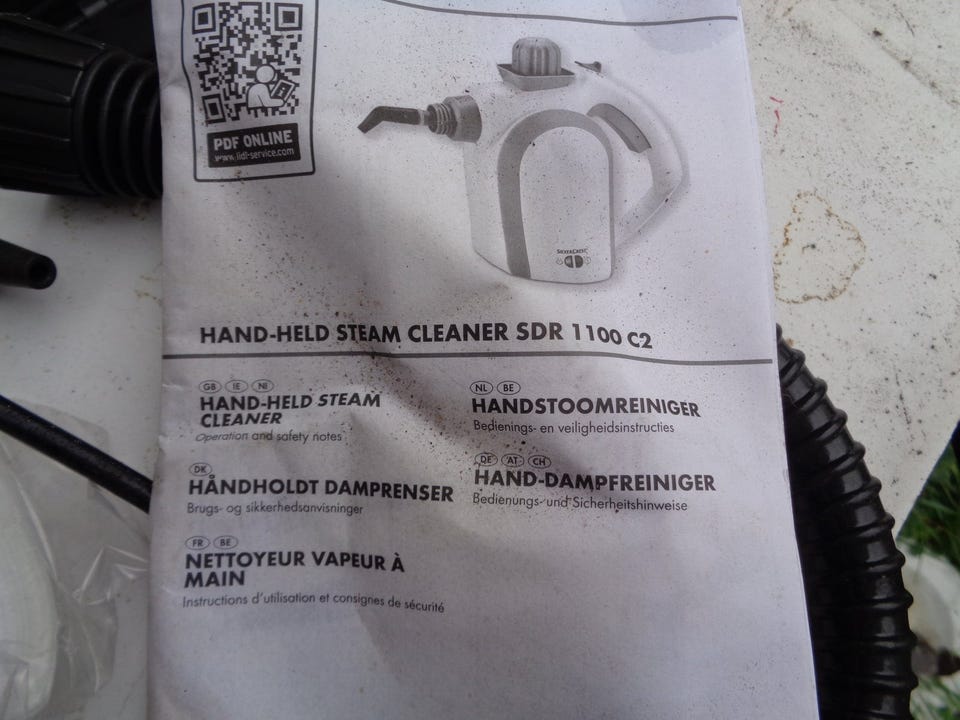 PDF ONLINE
www.lidl-service.com
SILVERCREST
HAND-HELD STEAM CLEANER SDR 1100 C2
GB IE NI
HAND-HELD STEAM
CLEANER
Operation and safety notes
DK
HÅNDHOLDT DAMPRENSER
Brugs- og sikkerhedsanvisninger
FR BE
NETTOYEUR VAPEUR À
MAIN
Instructions d'utilisation et consignes de sécurité
NL BE
HANDSTOOMREINIGER
Bedienings- en veiligheidsinstructies
DE AT CH
HAND-DAMPFREINIGER
Bedienungs- und Sicherheitshinweise